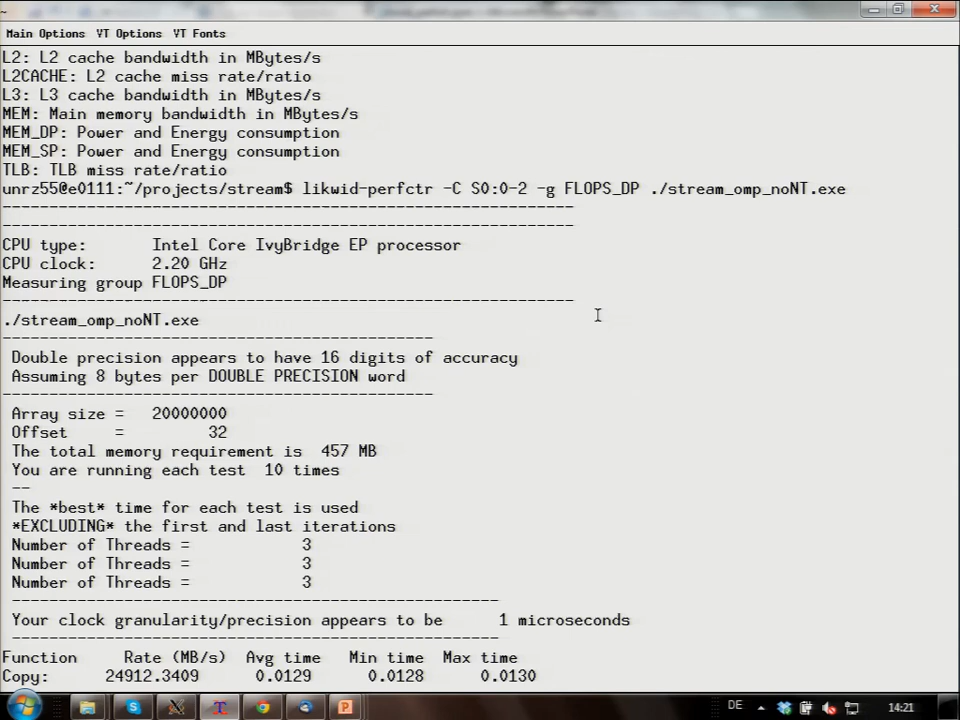 Main Options  VT Options  VT Fonts
L2: L2 cache bandwidth in MBytes/s
L2CACHE: L2 cache miss rate/ratio
L3: L3 cache bandwidth in MBytes/s
MEM: Main memory bandwidth in MBytes/s
MEM_DP: Power and Energy consumption
MEM_SP: Power and Energy consumption
TLB: TLB miss rate/ratio
unrz55@e0111:~/projects/stream$ likwid-perfctr -C S0:0-2 -g FLOPS_DP ./stream_omp_noNT.exe
-------------------------------------------------------------
-------------------------------------------------------------
CPU type:       Intel Core IvyBridge EP processor
CPU clock:      2.20 GHz
Measuring group FLOPS_DP
-------------------------------------------------------------
./stream_omp_noNT.exe
----------------------------------------------
Double precision appears to have 16 digits of accuracy
Assuming 8 bytes per DOUBLE PRECISION word
----------------------------------------------
Array size =   20000000
Offset     =         32
The total memory requirement is  457 MB
You are running each test  10 times
--
The *best* time for each test is used
*EXCLUDING* the first and last iterations
Number of Threads =            3
Number of Threads =            3
Number of Threads =            3
----------------------------------------------------
Your clock granularity/precision appears to be      1 microseconds
----------------------------------------------------
Function     Rate (MB/s)  Avg time   Min time  Max time
Copy:      24912.3409      0.0129     0.0128     0.0130
DE 14:21